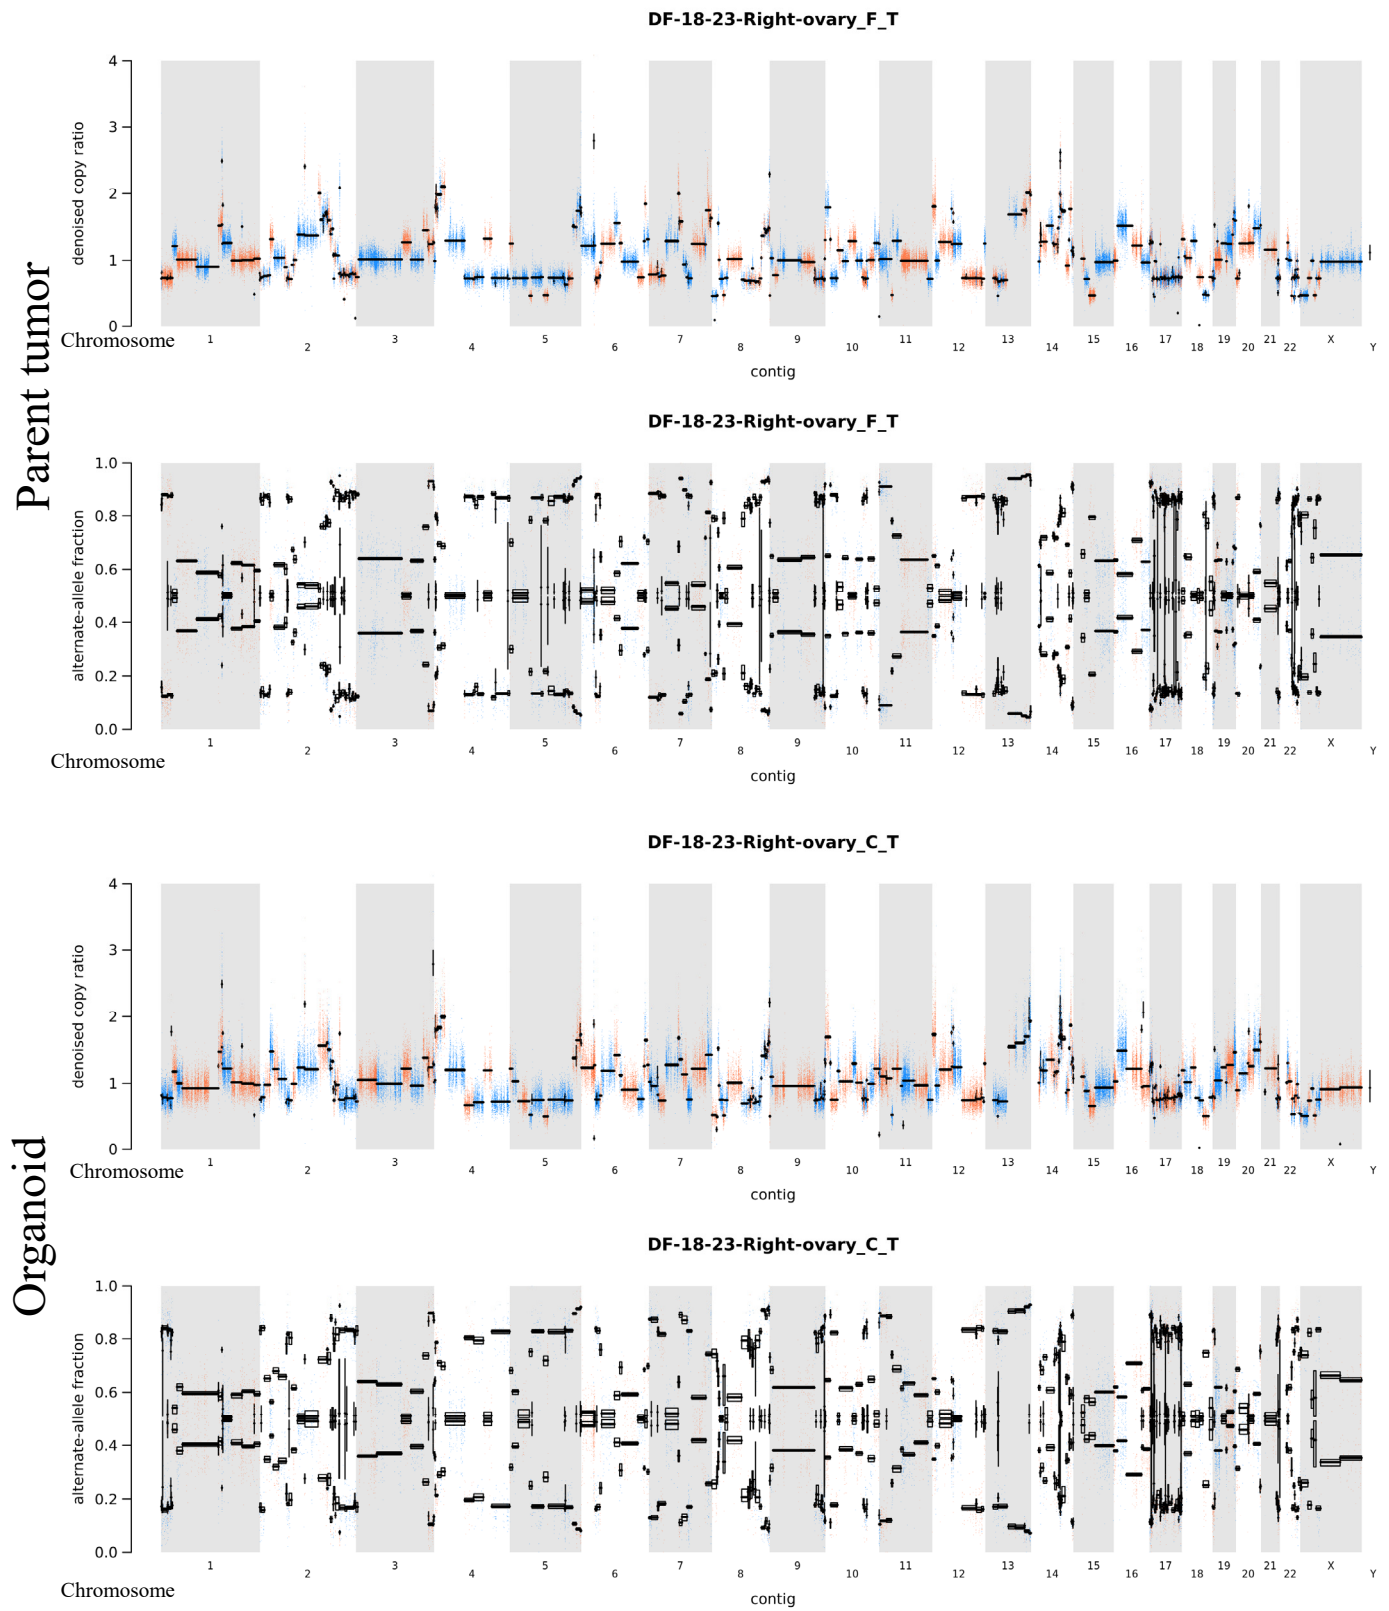 Parent tumor
DF-18-23-Right-ovary_F_T
denoised copy ratio
4
3
2
1
0
Chromosome
1 2 3 4 5 6 7 8 9 10 11 12 13 14 15 16 17 18 19 20 21 22 X Y
contig
DF-18-23-Right-ovary_F_T
alternate-allele fraction
1.0
0.8
0.6
0.4
0.2
0.0
Chromosome
1 2 3 4 5 6 7 8 9 10 11 12 13 14 15 16 17 18 19 20 21 22 X Y
contig
Organoid
DF-18-23-Right-ovary_C_T
denoised copy ratio
4
3
2
1
0
Chromosome
1 2 3 4 5 6 7 8 9 10 11 12 13 14 15 16 17 18 19 20 21 22 X Y
contig
DF-18-23-Right-ovary_C_T
alternate-allele fraction
1.0
0.8
0.6
0.4
0.2
0.0
Chromosome
1 2 3 4 5 6 7 8 9 10 11 12 13 14 15 16 17 18 19 20 21 22 X Y
contig